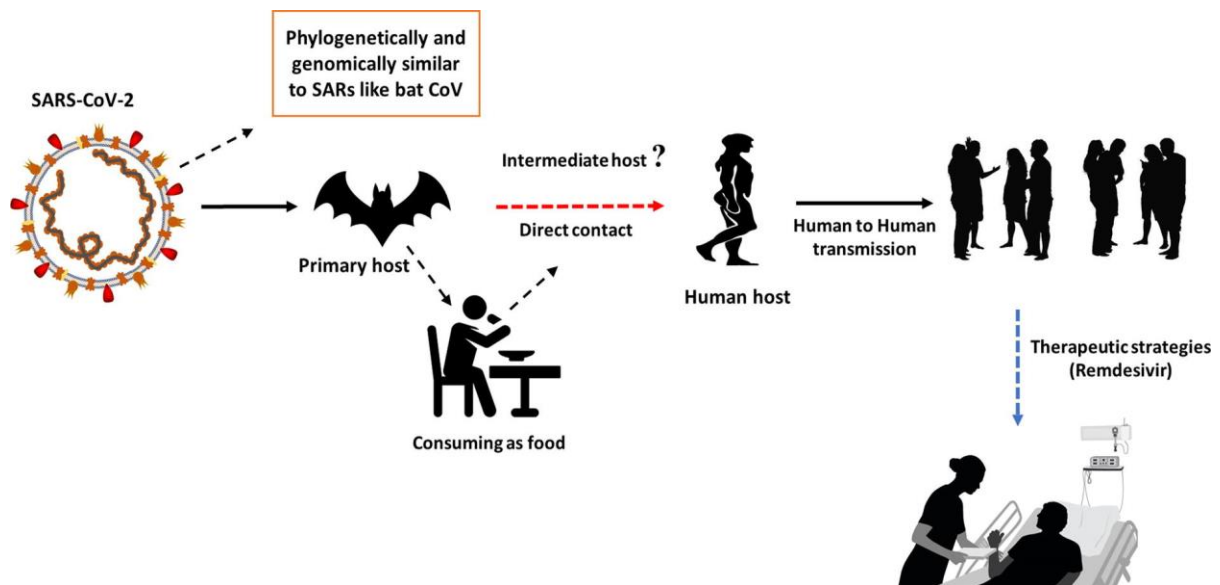 Phylogenetically and
genomically similar
to SARs like bat CoV
SARS-CoV-2
Intermediate host ?
Direct contact
Primary host
Human host
Human to Human
transmission
Consuming as food
Therapeutic strategies
(Remdesivir)